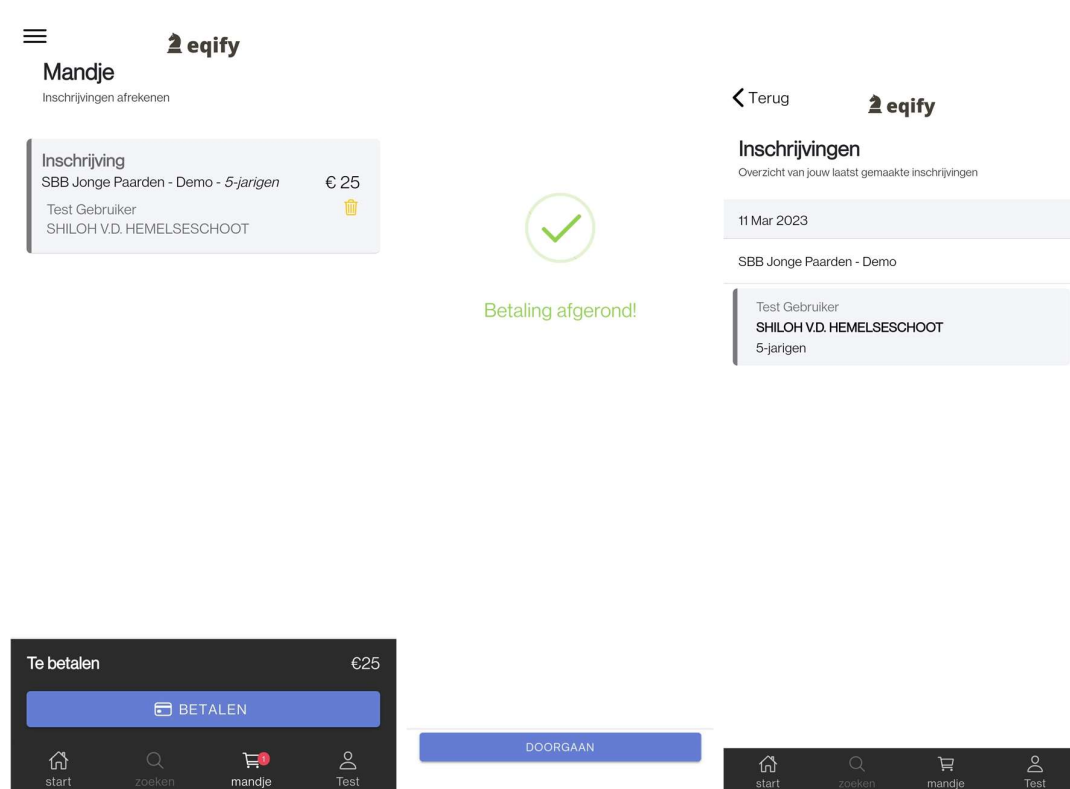 eqify
Mandje
Inschrijvingen afrekenen
Inschrijving
SBB Jonge Paarden - Demo - 5-jarigen € 25
Test Gebruiker
SHILOH V.D. HEMELSESCHOOT
Te betalen €25
BETALEN
1
start zoeken mandje Test
Betaling afgerond!
DOORGAAN
Terug
eqify
Inschrijvingen
Overzicht van jouw laatst gemaakte inschrijvingen
11 Mar 2023
SBB Jonge Paarden - Demo
Test Gebruiker
SHILOH V.D. HEMELSESCHOOT
5-jarigen
start zoeken mandje Test